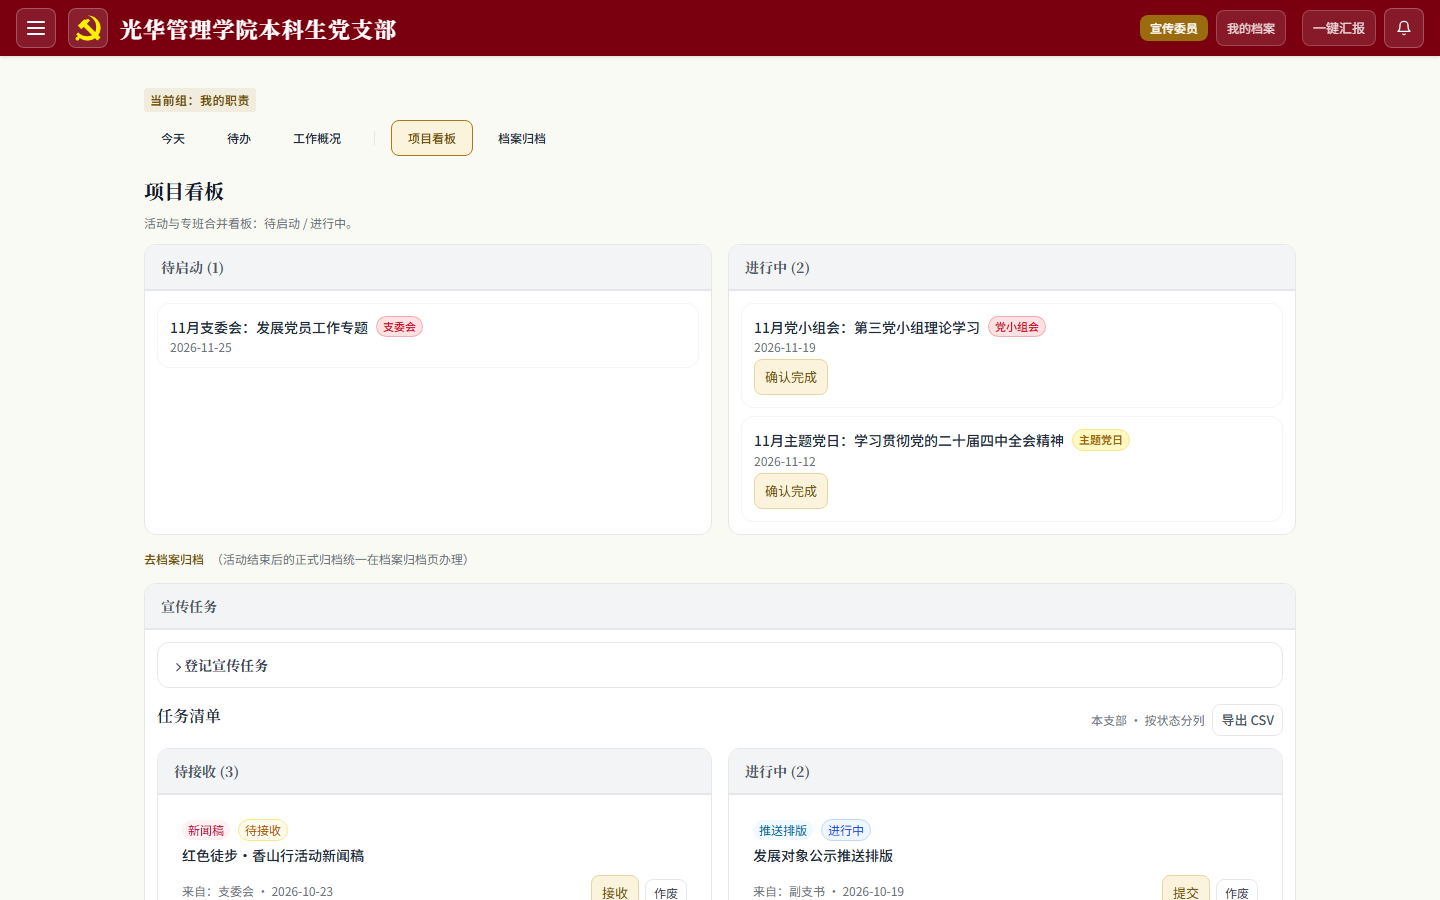 光华管理学院本科生党支部
宣传委员
我的档案
一键汇报
当前组：我的职责
今天
待办
工作概况
项目看板
档案归档
项目看板
活动与专班合并看板：待启动 / 进行中。
待启动 (1)
11月支委会：发展党员工作专题
支委会
2026-11-25
进行中 (2)
11月党小组会：第三党小组理论学习
党小组会
2026-11-19
确认完成
11月主题党日：学习贯彻党的二十届四中全会精神
主题党日
2026-11-12
确认完成
去档案归档 （活动结束后的正式归档统一在档案归档页办理）
宣传任务
登记宣传任务
任务清单
本支部 · 按状态分列
导出 CSV
待接收 (3)
新闻稿
待接收
红色徒步·香山行活动新闻稿
来自：支委会 · 2026-10-23
接收
作废
进行中 (2)
推送排版
进行中
发展对象公示推送排版
来自：副支书 · 2026-10-19
提交
作废